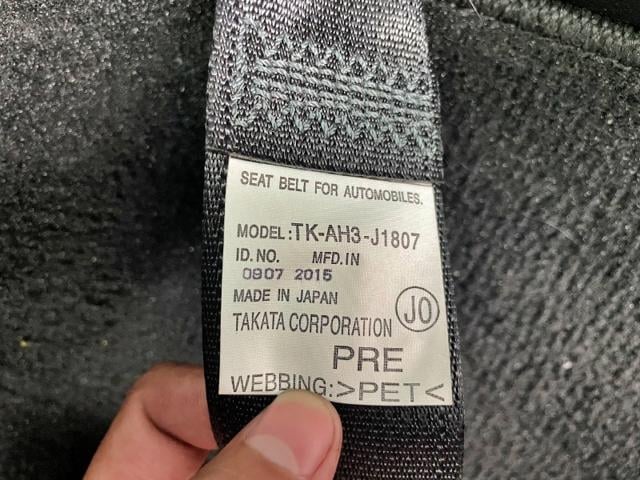 SEAT BELT FOR AUTOMOBILES.
MODEL:TK-AH3-J1807
ID.NO. MFD.IN
0807 2015
MADE IN JAPAN
TAKATA CORPORATION JO
PRE
WEBBING:>PET<